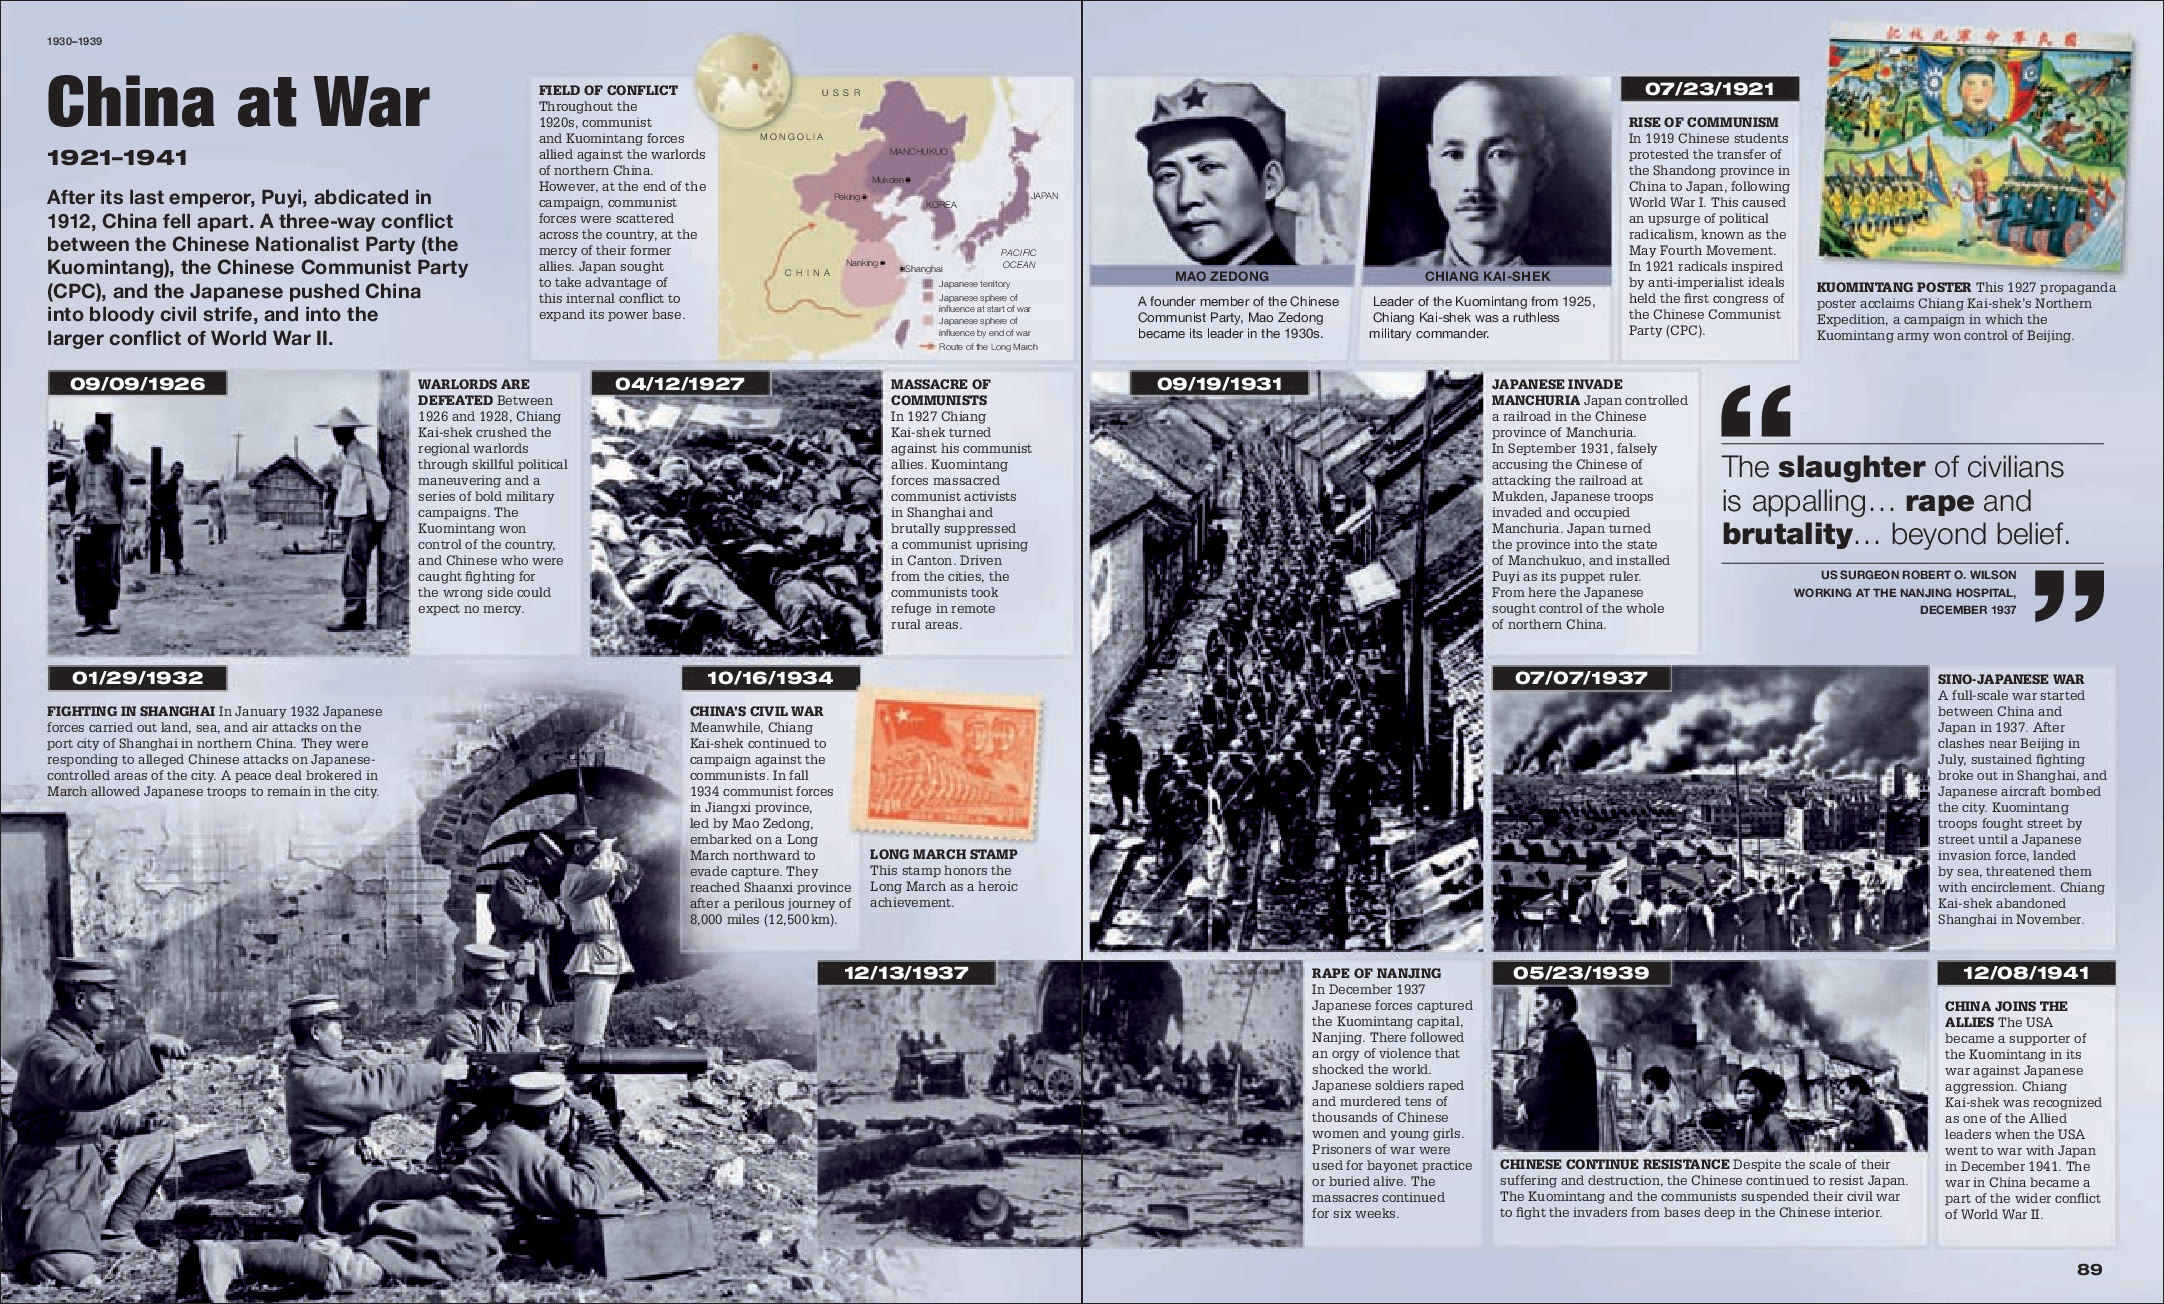 1930–1939
China at War
1921–1941
After its last emperor, Puyi, abdicated in
1912, China fell apart. A three-way conflict
between the Chinese Nationalist Party (the
Kuomintang), the Chinese Communist Party
(CPC), and the Japanese pushed China
into bloody civil strife, and into the
larger conflict of World War II.
FIELD OF CONFLICT
Throughout the
1920s, communist
and Kuomintang forces
allied against the warlords
of northern China.
However, at the end of the
campaign, communist
forces were scattered
across the country, at the
mercy of their former
allies. Japan sought
to take advantage of
this internal conflict to
expand its power base.
USSR
MONGOLIA
MANCHUKUO
Mukden
Peking
KOREA
JAPAN
PACIFIC
OCEAN
CHINA
Nanking
Shanghai
Japanese territory
Japanese sphere of
influence at start of war
Japanese sphere of
influence by end of war
Route of the Long March
MAO ZEDONG
A founder member of the Chinese
Communist Party, Mao Zedong
became its leader in the 1930s.
CHIANG KAI-SHEK
Leader of the Kuomintang from 1925,
Chiang Kai-shek was a ruthless
military commander.
07/23/1921
RISE OF COMMUNISM
In 1919 Chinese students
protested the transfer of
the Shandong province in
China to Japan, following
World War I. This caused
an upsurge of political
radicalism, known as the
May Fourth Movement.
In 1921 radicals inspired
by anti-imperialist ideals
held the first congress of
the Chinese Communist
Party (CPC).
記伐北軍命革民國
KUOMINTANG POSTER This 1927 propaganda
poster acclaims Chiang Kai-shek's Northern
Expedition, a campaign in which the
Kuomintang army won control of Beijing.
09/09/1926
WARLORDS ARE
DEFEATED Between
1926 and 1928, Chiang
Kai-shek crushed the
regional warlords
through skillful political
maneuvering and a
series of bold military
campaigns. The
Kuomintang won
control of the country,
and Chinese who were
caught fighting for
the wrong side could
expect no mercy.
04/12/1927
MASSACRE OF
COMMUNISTS
In 1927 Chiang
Kai-shek turned
against his communist
allies. Kuomintang
forces massacred
communist activists
in Shanghai and
brutally suppressed
a communist uprising
in Canton. Driven
from the cities, the
communists took
refuge in remote
rural areas.
09/19/1931
JAPANESE INVADE
MANCHURIA Japan controlled
a railroad in the Chinese
province of Manchuria.
In September 1931, falsely
accusing the Chinese of
attacking the railroad at
Mukden, Japanese troops
invaded and occupied
Manchuria. Japan turned
the province into the state
of Manchukuo, and installed
Puyi as its puppet ruler.
From here the Japanese
sought control of the whole
of northern China.
“
The slaughter of civilians
is appalling... rape and
brutality... beyond belief.
US SURGEON ROBERT O. WILSON
WORKING AT THE NANJING HOSPITAL,
DECEMBER 1937
”
01/29/1932
FIGHTING IN SHANGHAI In January 1932 Japanese
forces carried out land, sea, and air attacks on the
port city of Shanghai in northern China. They were
responding to alleged Chinese attacks on Japanese-
controlled areas of the city. A peace deal brokered in
March allowed Japanese troops to remain in the city.
10/16/1934
CHINA'S CIVIL WAR
Meanwhile, Chiang
Kai-shek continued to
campaign against the
communists. In fall
1934 communist forces
in Jiangxi province,
led by Mao Zedong,
embarked on a Long
March northward to
evade capture. They
reached Shaanxi province
after a perilous journey of
8,000 miles (12,500 km).
LONG MARCH STAMP
This stamp honors the
Long March as a heroic
achievement.
07/07/1937
SINO-JAPANESE WAR
A full-scale war started
between China and
Japan in 1937. After
clashes near Beijing in
July, sustained fighting
broke out in Shanghai, and
Japanese aircraft bombed
the city. Kuomintang
troops fought street by
street until a Japanese
invasion force, landed
by sea, threatened them
with encirclement. Chiang
Kai-shek abandoned
Shanghai in November.
12/13/1937
RAPE OF NANJING
In December 1937
Japanese forces captured
the Kuomintang capital,
Nanjing. There followed
an orgy of violence that
shocked the world.
Japanese soldiers raped
and murdered tens of
thousands of Chinese
women and young girls.
Prisoners of war were
used for bayonet practice
or buried alive. The
massacres continued
for six weeks.
05/23/1939
CHINESE CONTINUE RESISTANCE Despite the scale of their
suffering and destruction, the Chinese continued to resist Japan.
The Kuomintang and the communists suspended their civil war
to fight the invaders from bases deep in the Chinese interior.
12/08/1941
CHINA JOINS THE
ALLIES The USA
became a supporter of
the Kuomintang in its
war against Japanese
aggression. Chiang
Kai-shek was recognized
as one of the Allied
leaders when the USA
went to war with Japan
in December 1941. The
war in China became a
part of the wider conflict
of World War II.
89